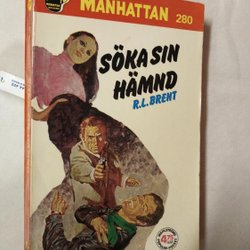 MANHATTAN 280
SÖKA SIN
HÄMND
R.L. BRENT